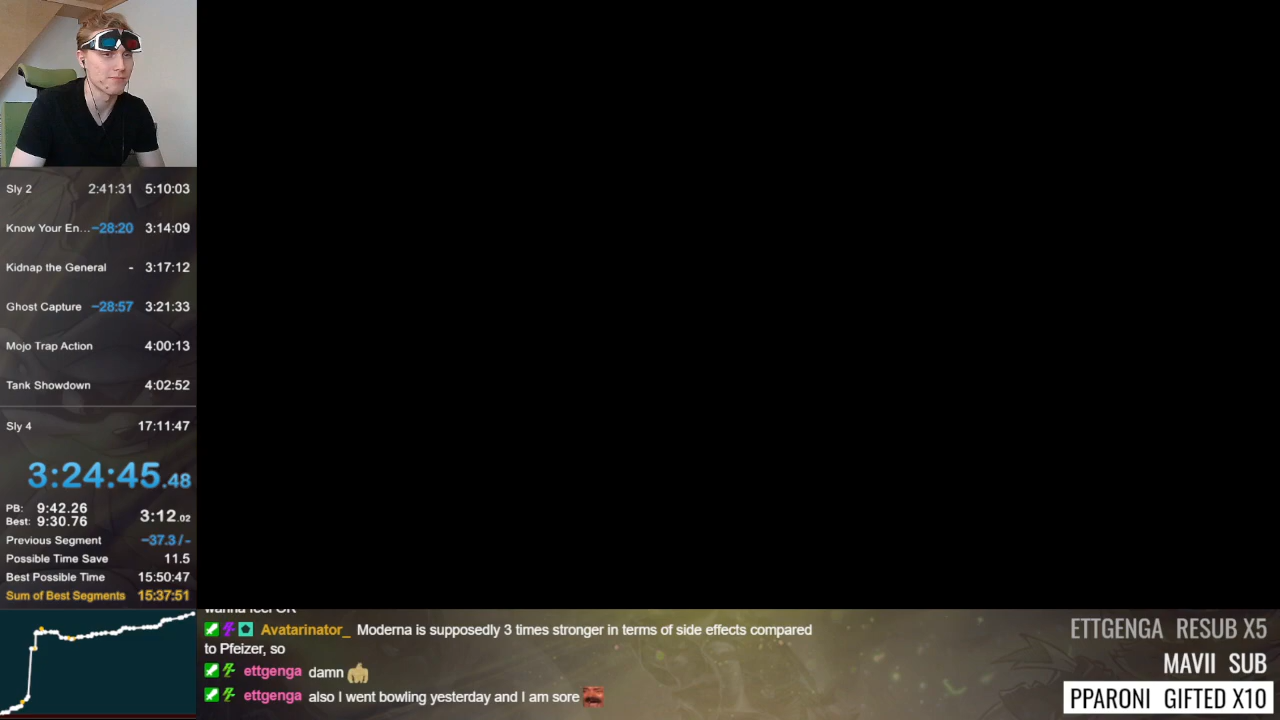 Sly 2 2:41:31 5:10:03
Know Your En... −28:20 3:14:09
Kidnap the General - 3:17:12
Ghost Capture −28:57 3:21:33
Mojo Trap Action 4:00:13
Tank Showdown 4:02:52
Sly 4 17:11:47
3:24:45.48
PB: 9:42.26
Best: 9:30.76 3:12.02
Previous Segment −37.3 / -
Possible Time Save 11.5
Best Possible Time 15:50:47
Sum of Best Segments 15:37:51
wanna feel OK
Avatarinator_ Moderna is supposedly 3 times stronger in terms of side effects compared
to Pfeizer, so
ettgenga damn
ettgenga also I went bowling yesterday and I am sore
ETTGENGA RESUB X5
MAVII SUB
PPARONI GIFTED X10